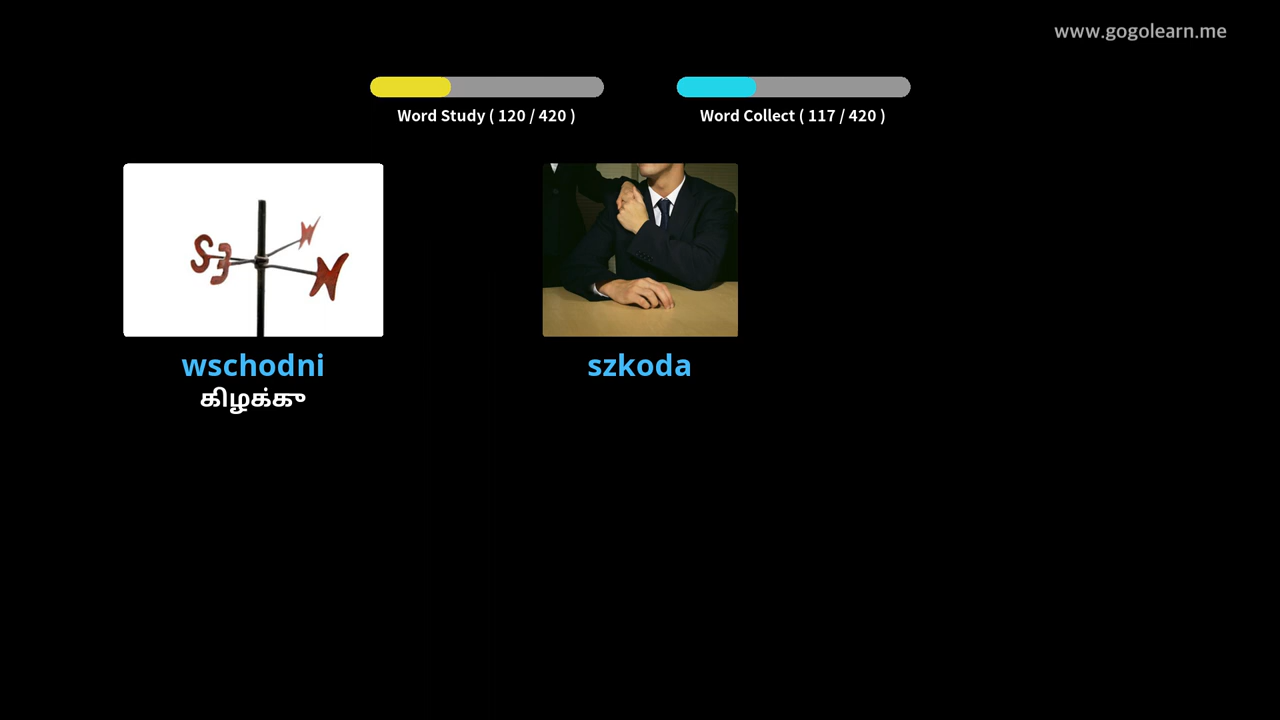 www.gogolearn.me
Word Study ( 120 / 420 )
Word Collect ( 117 / 420 )
S E N N
wschodni
szkoda
கிழக்கு